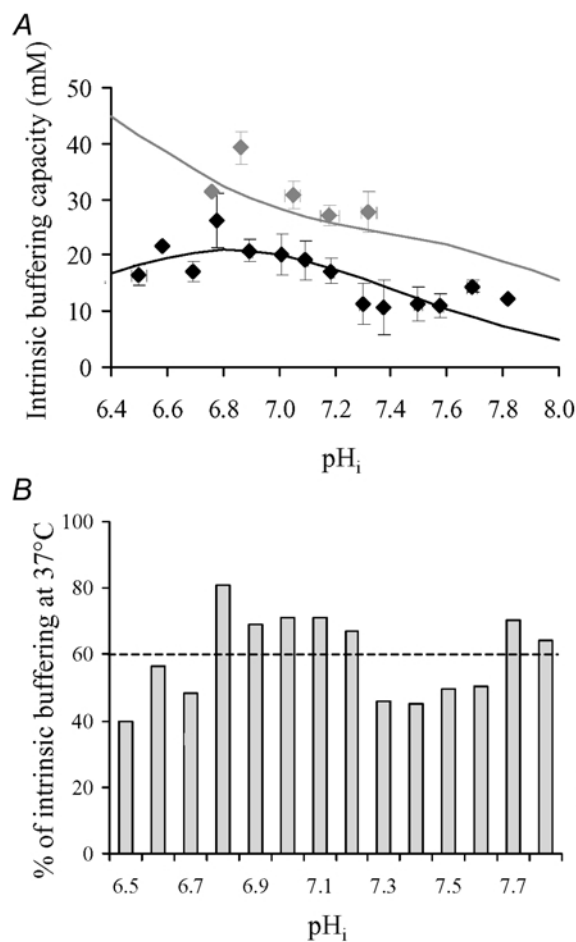 A
Intrinsic buffering capacity (mM)
50
40
30
20
10
0
6.4 6.6 6.8 7.0 7.2 7.4 7.6 7.8 8.0
pHi
B
% of intrinsic buffering at 37°C
100
80
60
40
20
0
6.5 6.7 6.9 7.1 7.3 7.5 7.7
pHi